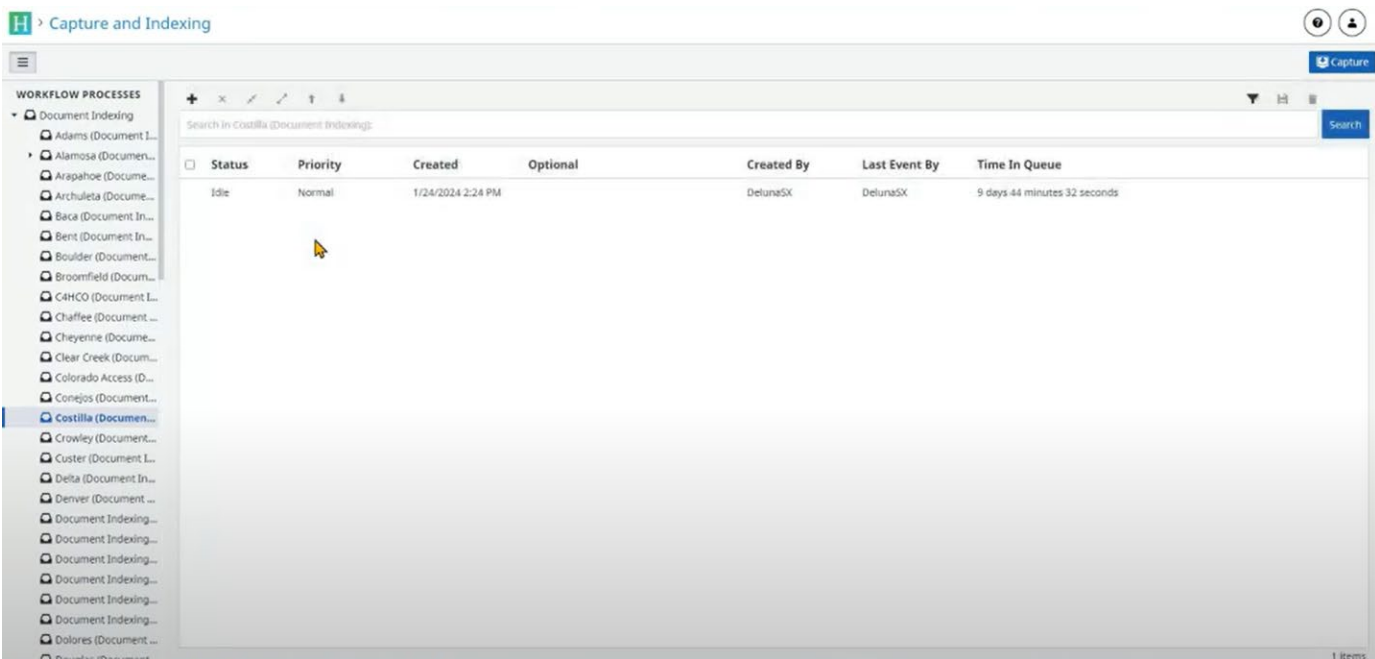 H > Capture and Indexing
Capture
WORKFLOW PROCESSES
Document Indexing
Adams (Document I...
Alamosa (Documen...
Arapahoe (Docume...
Archuleta (Docume...
Baca (Document In...
Bent (Document In...
Boulder (Document...
Broomfield (Docum...
C4HCO (Document I...
Chaffee (Document ...
Cheyenne (Docume...
Clear Creek (Docum...
Colorado Access (D...
Conejos (Document...
Costilla (Documen...
Crowley (Document...
Custer (Document I...
Delta (Document In...
Denver (Document ...
Document Indexing...
Document Indexing...
Document Indexing...
Document Indexing...
Document Indexing...
Document Indexing...
Dolores (Document ...
Search in Costilla (Document Indexing);
Search
Status Priority Created Optional Created By Last Event By Time In Queue
Idle Normal 1/24/2024 2:24 PM DelunaSX DelunaSX 9 days 44 minutes 32 seconds
1 items